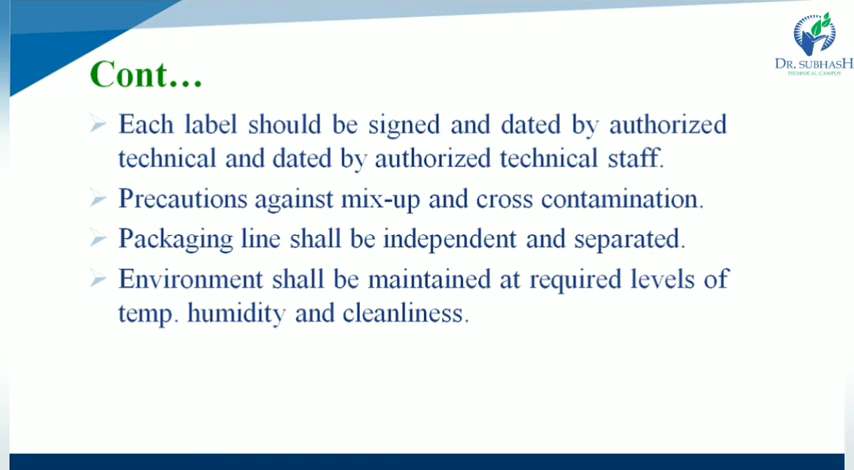 DR. SUBHASH
TECHNICAL CAMPUS
Cont...
Each label should be signed and dated by authorized
technical and dated by authorized technical staff.
Precautions against mix-up and cross contamination.
Packaging line shall be independent and separated.
Environment shall be maintained at required levels of
temp. humidity and cleanliness.